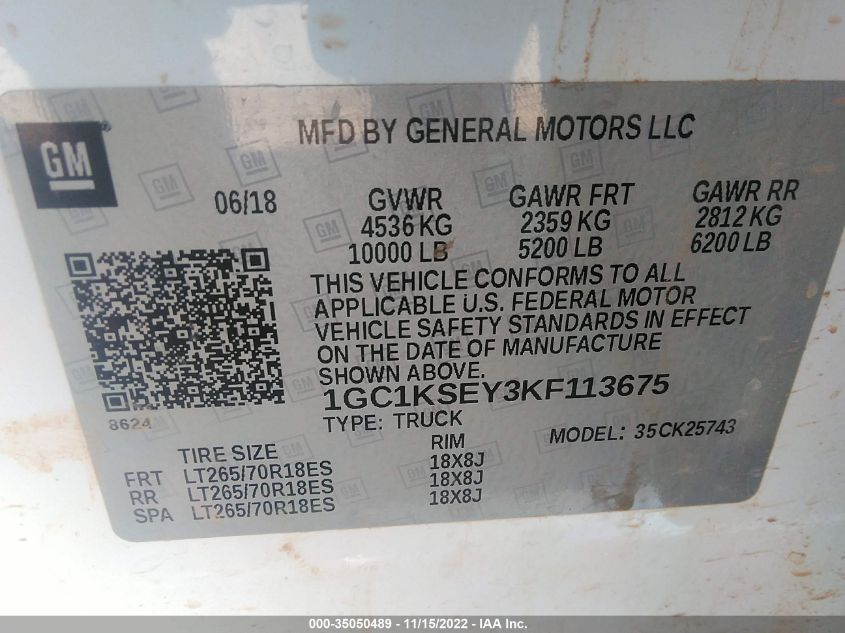 GM
MFD BY GENERAL MOTORS LLC
06/18 GVWR GAWR FRT GAWR RR
4536 KG 2359 KG 2812 KG
10000 LB 5200 LB 6200 LB
THIS VEHICLE CONFORMS TO ALL
APPLICABLE U.S. FEDERAL MOTOR
VEHICLE SAFETY STANDARDS IN EFFECT
ON THE DATE OF MANUFACTURE
SHOWN ABOVE.
1GC1KSEY3KF113675
8624 TYPE: TRUCK MODEL: 35CK25743
TIRE SIZE RIM
FRT LT265/70R18ES 18X8J
RR LT265/70R18ES 18X8J
SPA LT265/70R18ES 18X8J
000-35050489 - 11/15/2022 - IAA Inc.